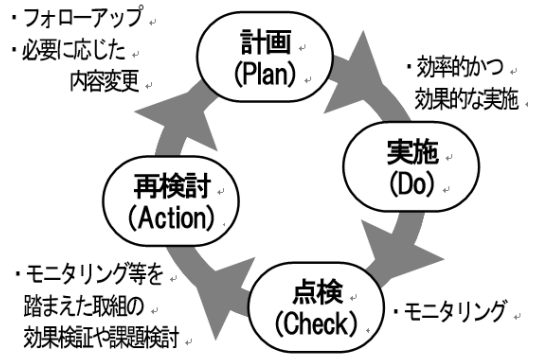 ・フォローアップ
・必要に応じた
内容変更
計画
(Plan)
・効率的かつ
効果的な実施
実施
(Do)
再検討
(Action)
・モニタリング等を
踏まえた取組の
効果検証や課題検討
点検
(Check)
・モニタリング